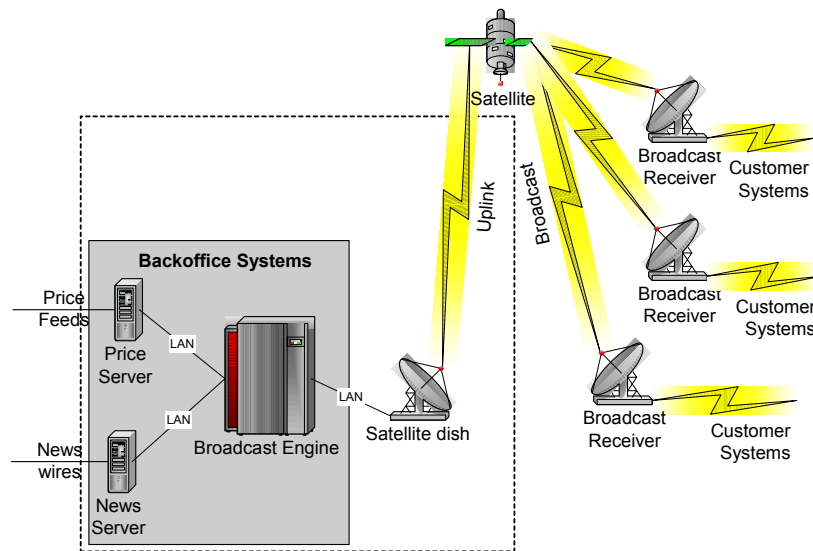 Satellite
Broadcast
Receiver
Customer
Systems
Uplink
Broadcast
Backoffice Systems
Broadcast
Receiver
Customer
Systems
Price
Feeds
LAN
Price
Server
LAN
LAN
Broadcast Engine
Satellite dish
Broadcast
Receiver
Customer
Systems
News
wires
News
Server